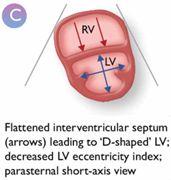 C
RV
LV
Flattened interventricular septum
(arrows) leading to 'D-shaped' LV;
decreased LV eccentricity index;
parasternal short-axis view